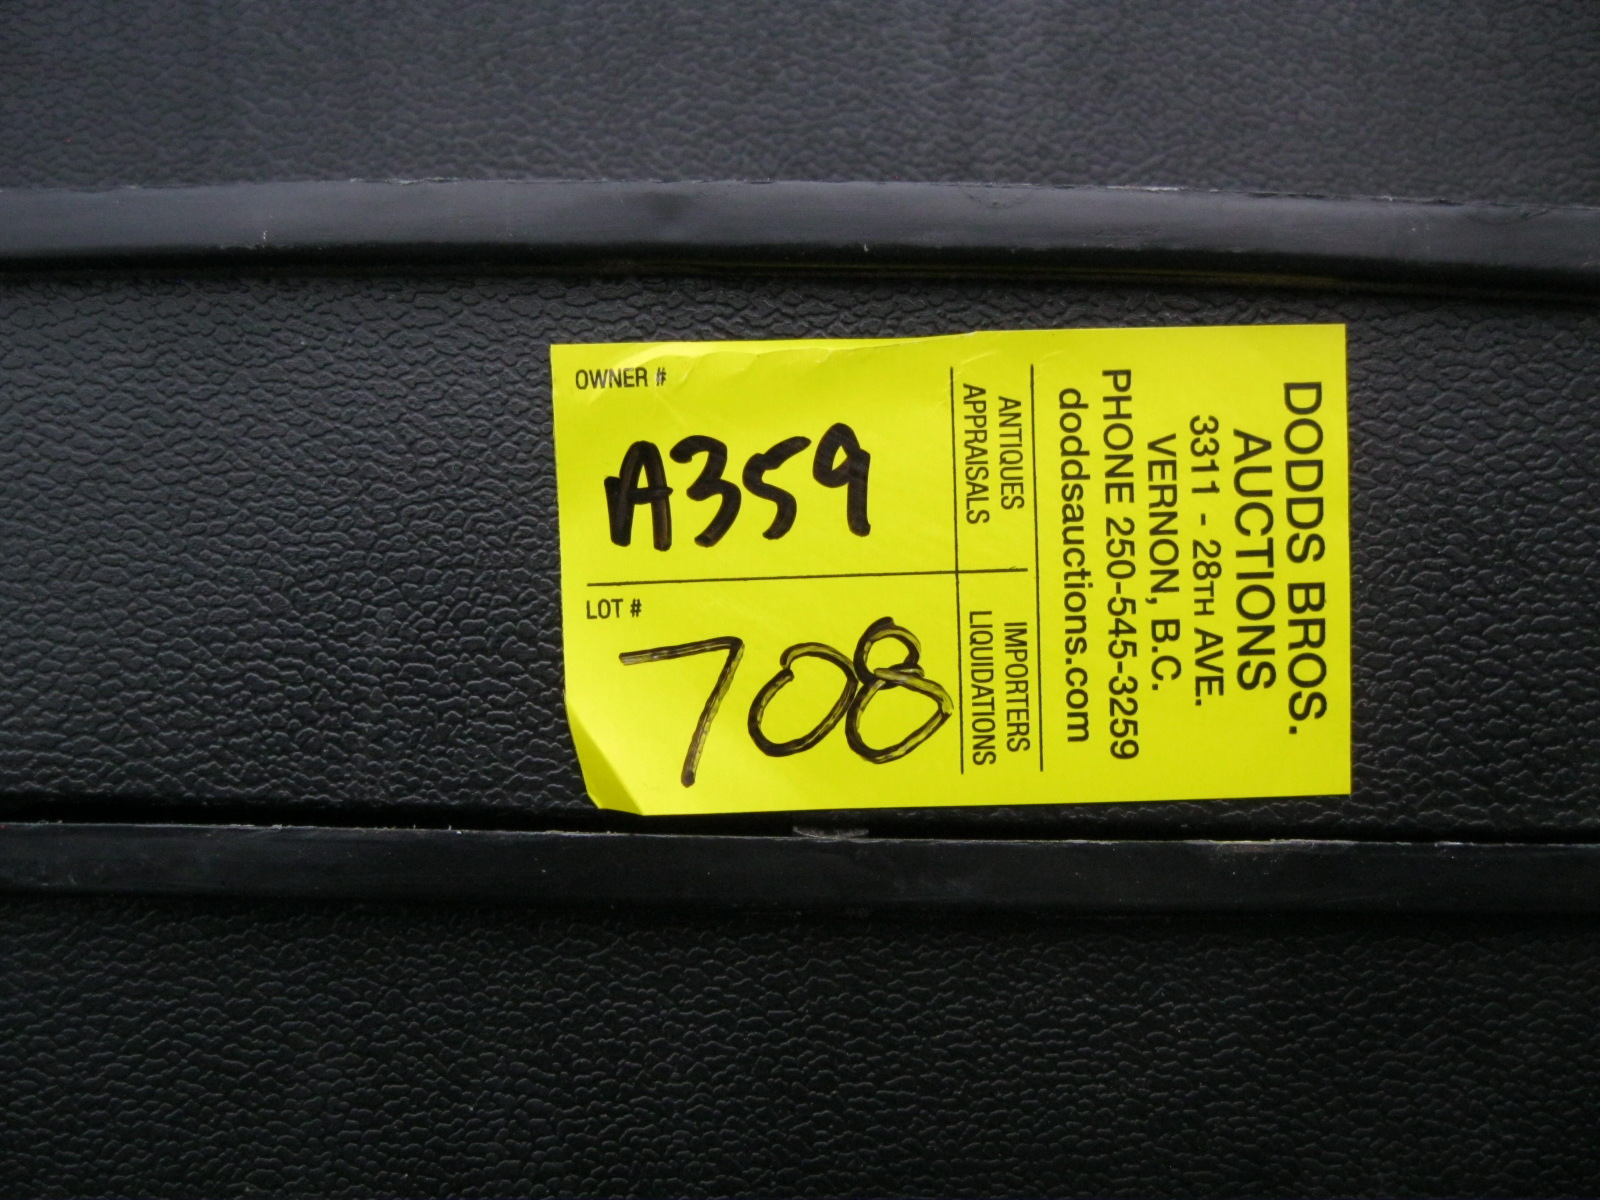 DODDS BROS.
AUCTIONS
3311 - 28TH AVE.
VERNON, B.C.
PHONE 250-545-3259
doddsauctions.com
ANTIQUES
APPRAISALS
IMPORTERS
LIQUIDATIONS
OWNER #
A359
LOT #
708